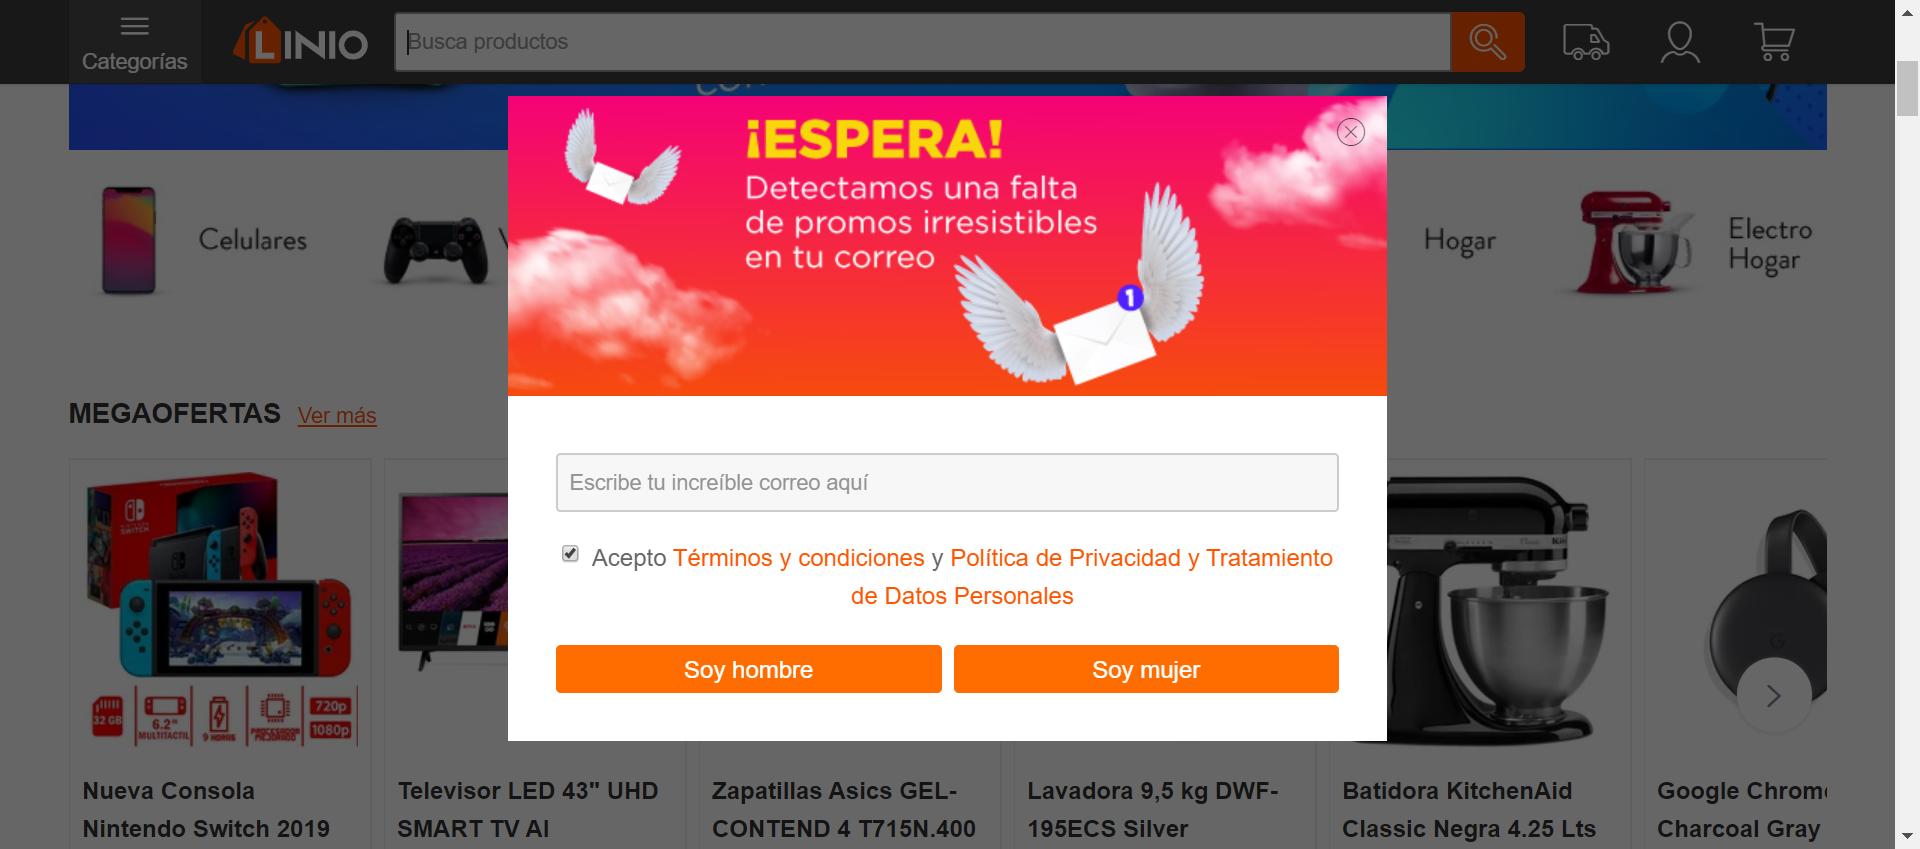 Categorías
LINIO
Busca productos
¡ESPERA!
Detectamos una falta
de promos irresistibles
en tu correo
1
Celulares
Hogar
Electro
Hogar
MEGAOFERTAS Ver más
Escribe tu increíble correo aquí
Acepto Términos y condiciones y Política de Privacidad y Tratamiento
de Datos Personales
Soy hombre
Soy mujer
NINTENDO
SWITCH
32 GB
6.2"
MULTITACTIL
9 HORAS
PROCESADOR
MEJORADO
720p
1080p
Nueva Consola
Nintendo Switch 2019
Televisor LED 43" UHD
SMART TV AI
Zapatillas Asics GEL-
CONTEND 4 T715N.400
Lavadora 9,5 kg DWF-
195ECS Silver
Batidora KitchenAid
Classic Negra 4.25 Lts
Google Chrom
Charcoal Gray